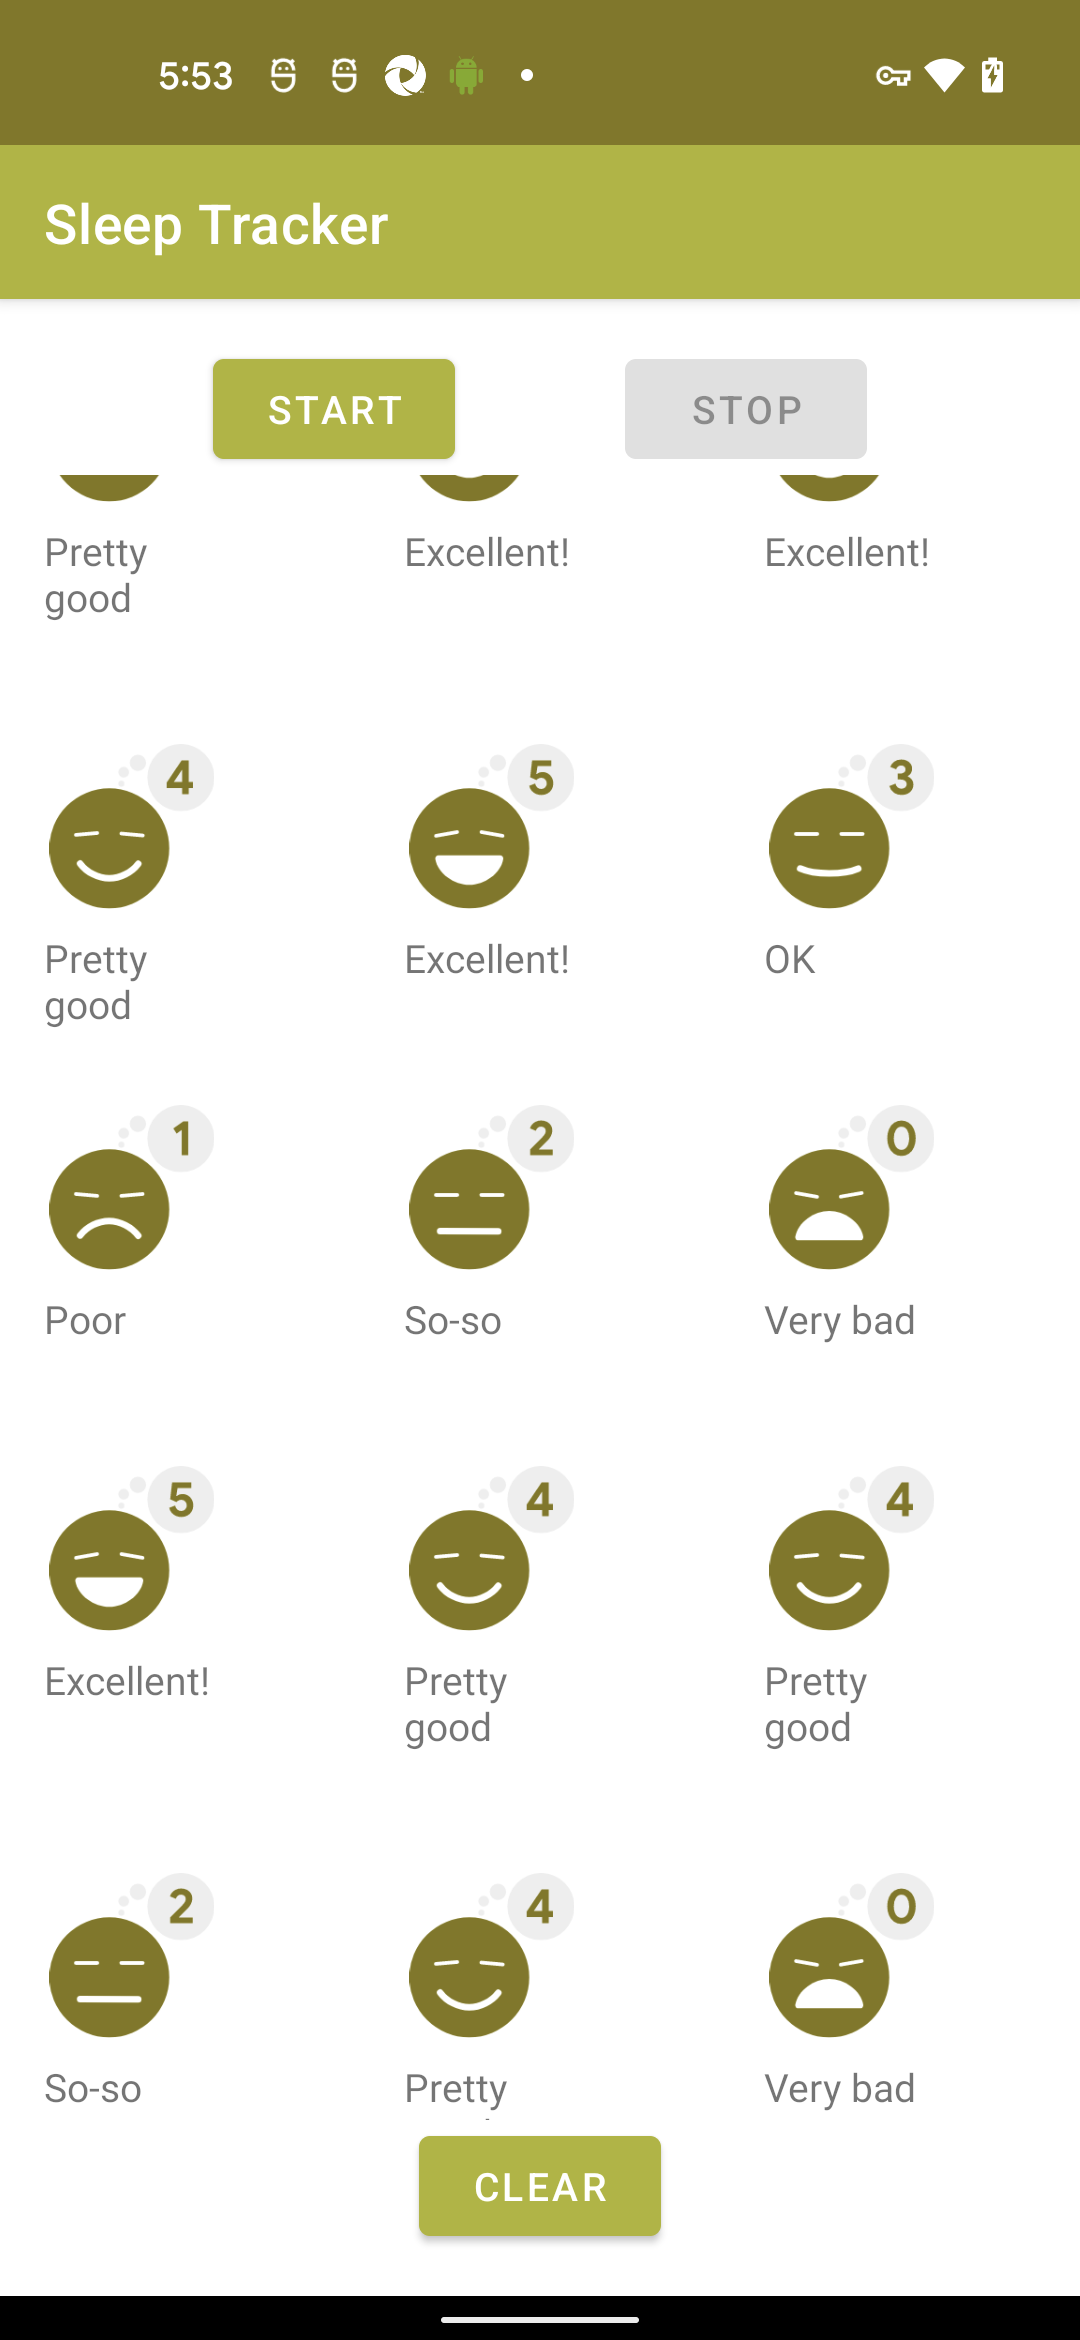 5:53
Sleep Tracker
START STOP
Pretty good Excellent! Excellent!
4 5 3
Pretty good Excellent! OK
1 2 0
Poor So-so Very bad
5 4 4
Excellent! Pretty good Pretty good
2 4 0
So-so Pretty Very bad
CLEAR